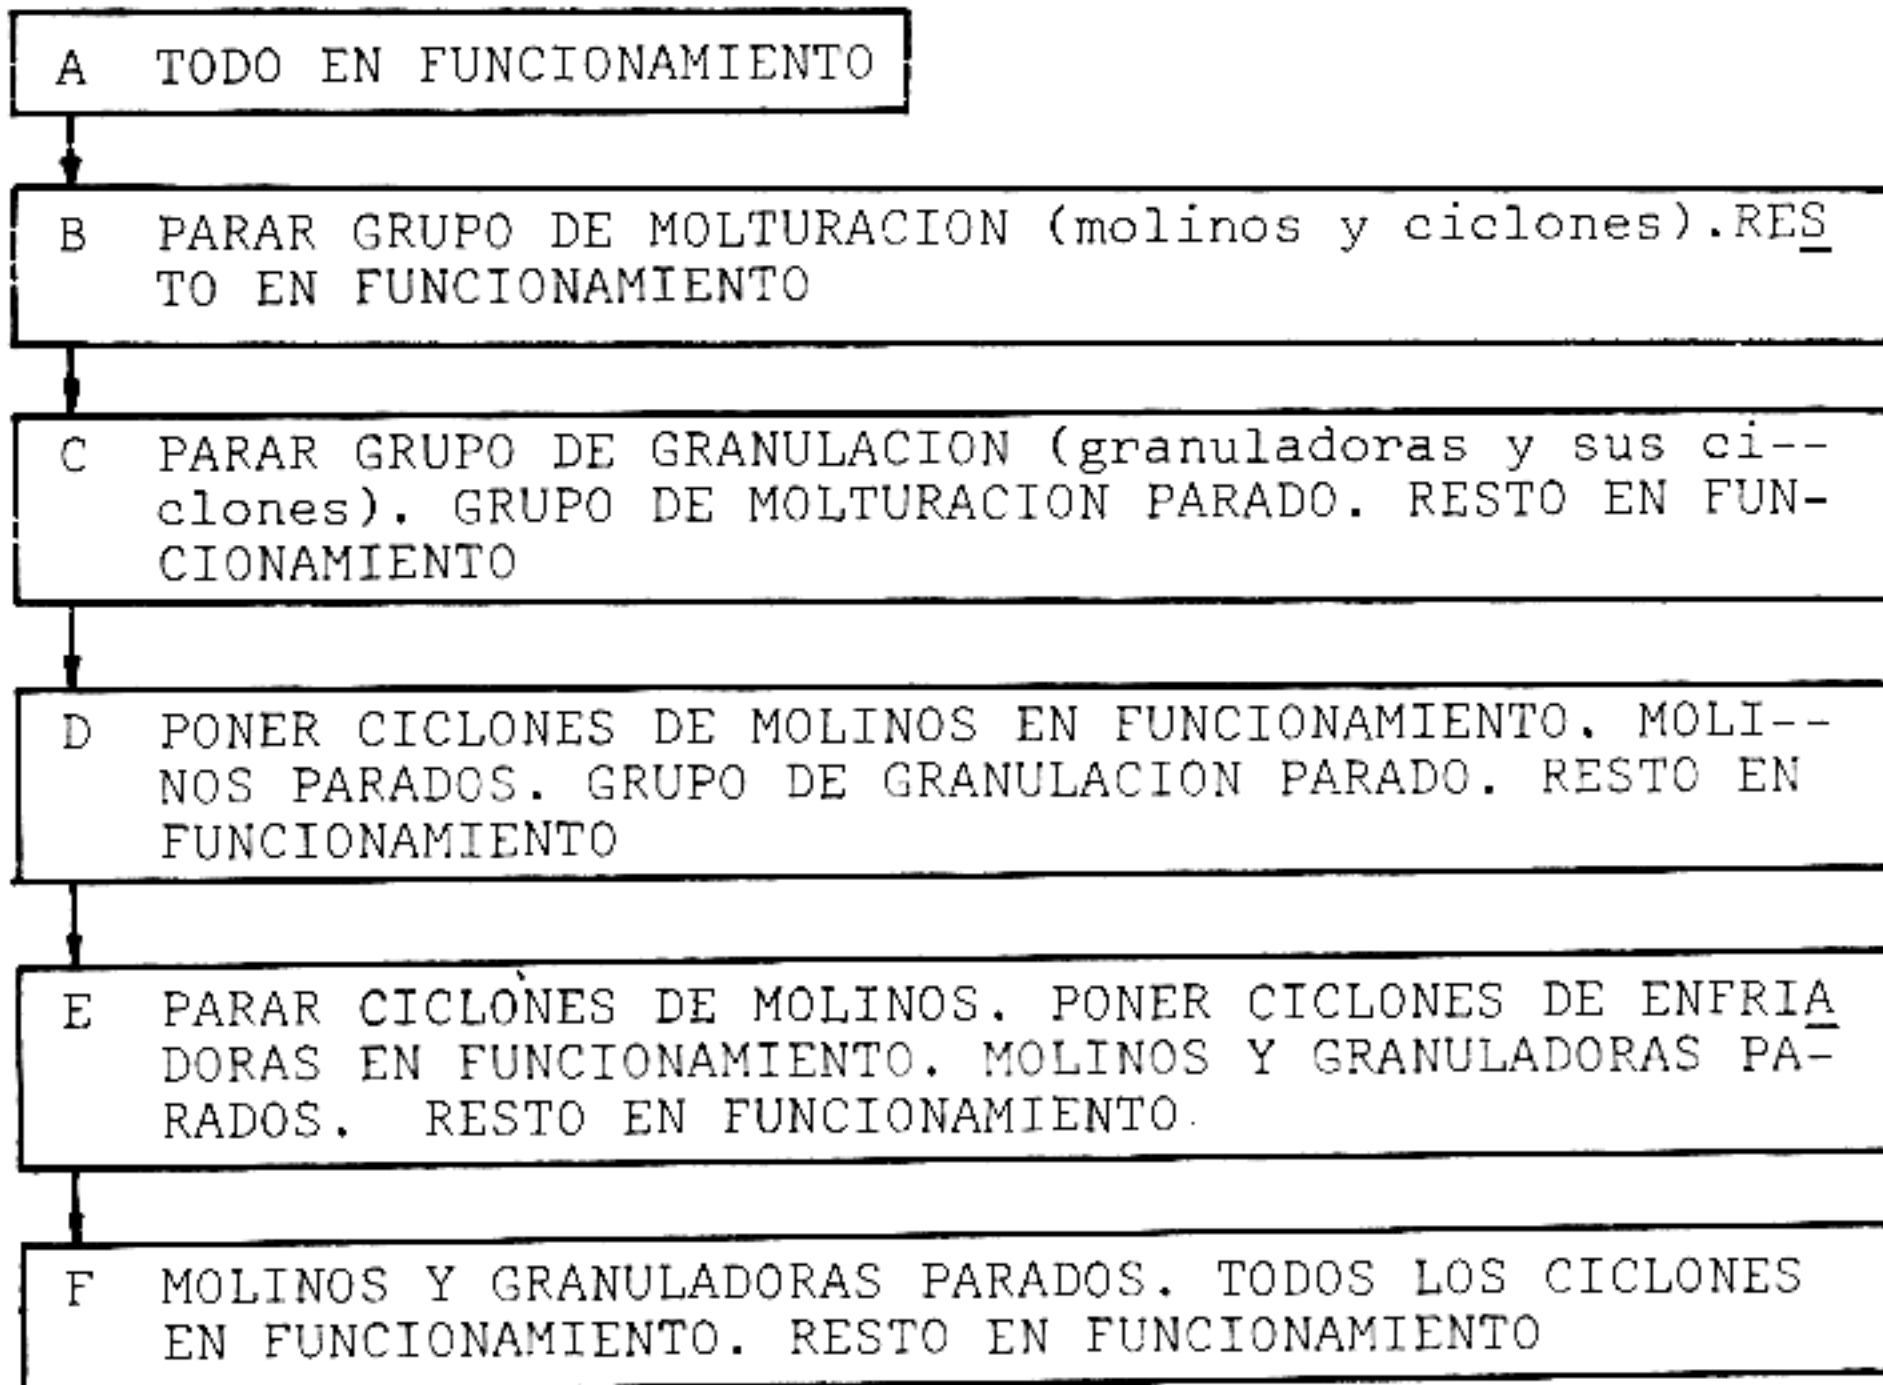 A TODO EN FUNCIONAMIENTO
B PARAR GRUPO DE MOLTURACION (molinos y ciclones).RES
TO EN FUNCIONAMIENTO
C PARAR GRUPO DE GRANULACION (granuladoras y sus ci--
clones). GRUPO DE MOLTURACION PARADO. RESTO EN FUN-
CIONAMIENTO
D PONER CICLONES DE MOLINOS EN FUNCIONAMIENTO. MOLI--
NOS PARADOS. GRUPO DE GRANULACION PARADO. RESTO EN
FUNCIONAMIENTO
E PARAR CICLONES DE MOLINOS. PONER CICLONES DE ENFRIA
DORAS EN FUNCIONAMIENTO. MOLINOS Y GRANULADORAS PA-
RADOS. RESTO EN FUNCIONAMIENTO
F MOLINOS Y GRANULADORAS PARADOS. TODOS LOS CICLONES
EN FUNCIONAMIENTO. RESTO EN FUNCIONAMIENTO